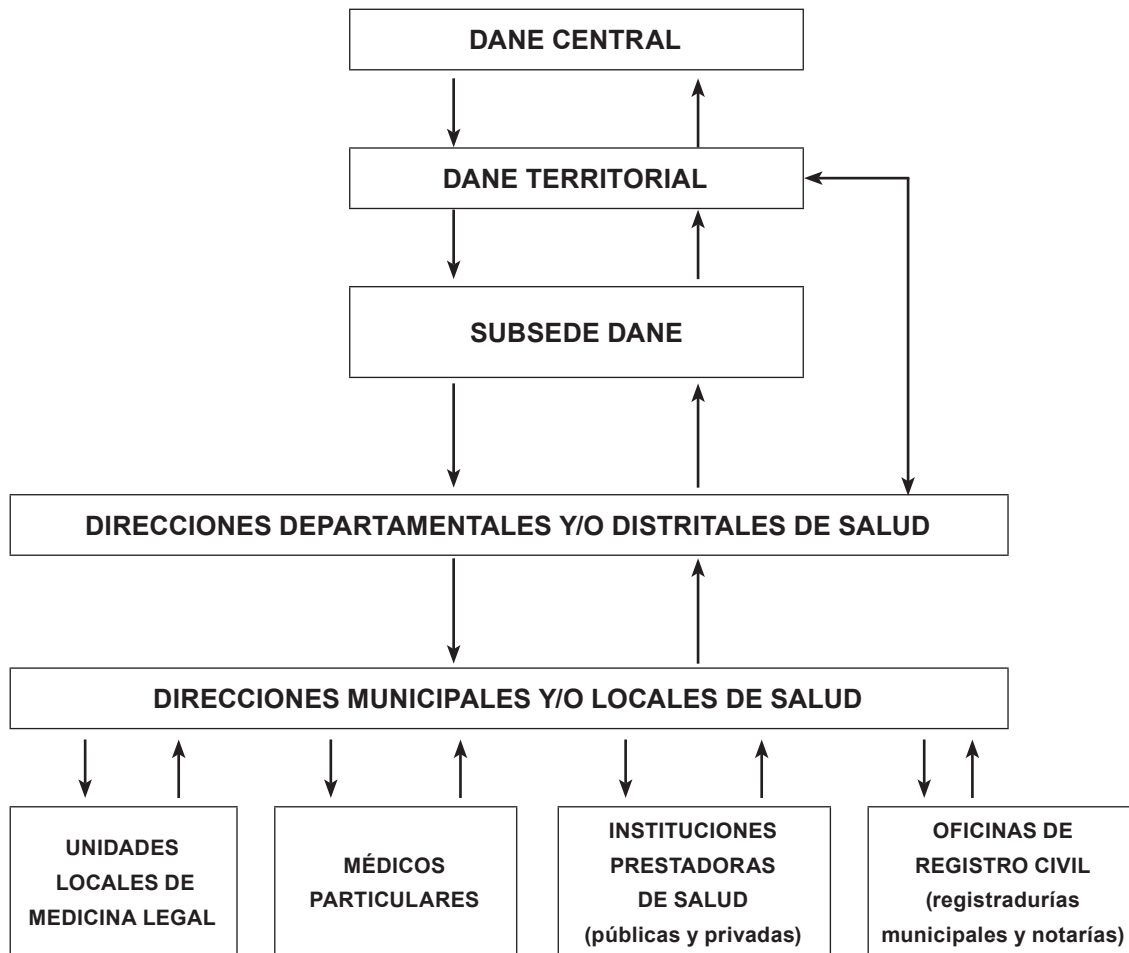 DANE CENTRAL
DANE TERRITORIAL
SUBSEDE DANE
DIRECCIONES DEPARTAMENTALES Y/O DISTRITALES DE SALUD
DIRECCIONES MUNICIPALES Y/O LOCALES DE SALUD
UNIDADES
LOCALES DE
MEDICINA LEGAL
MÉDICOS
PARTICULARES
INSTITUCIONES
PRESTADORAS
DE SALUD
(públicas y privadas)
OFICINAS DE
REGISTRO CIVIL
(registradurías
municipales y notarías)